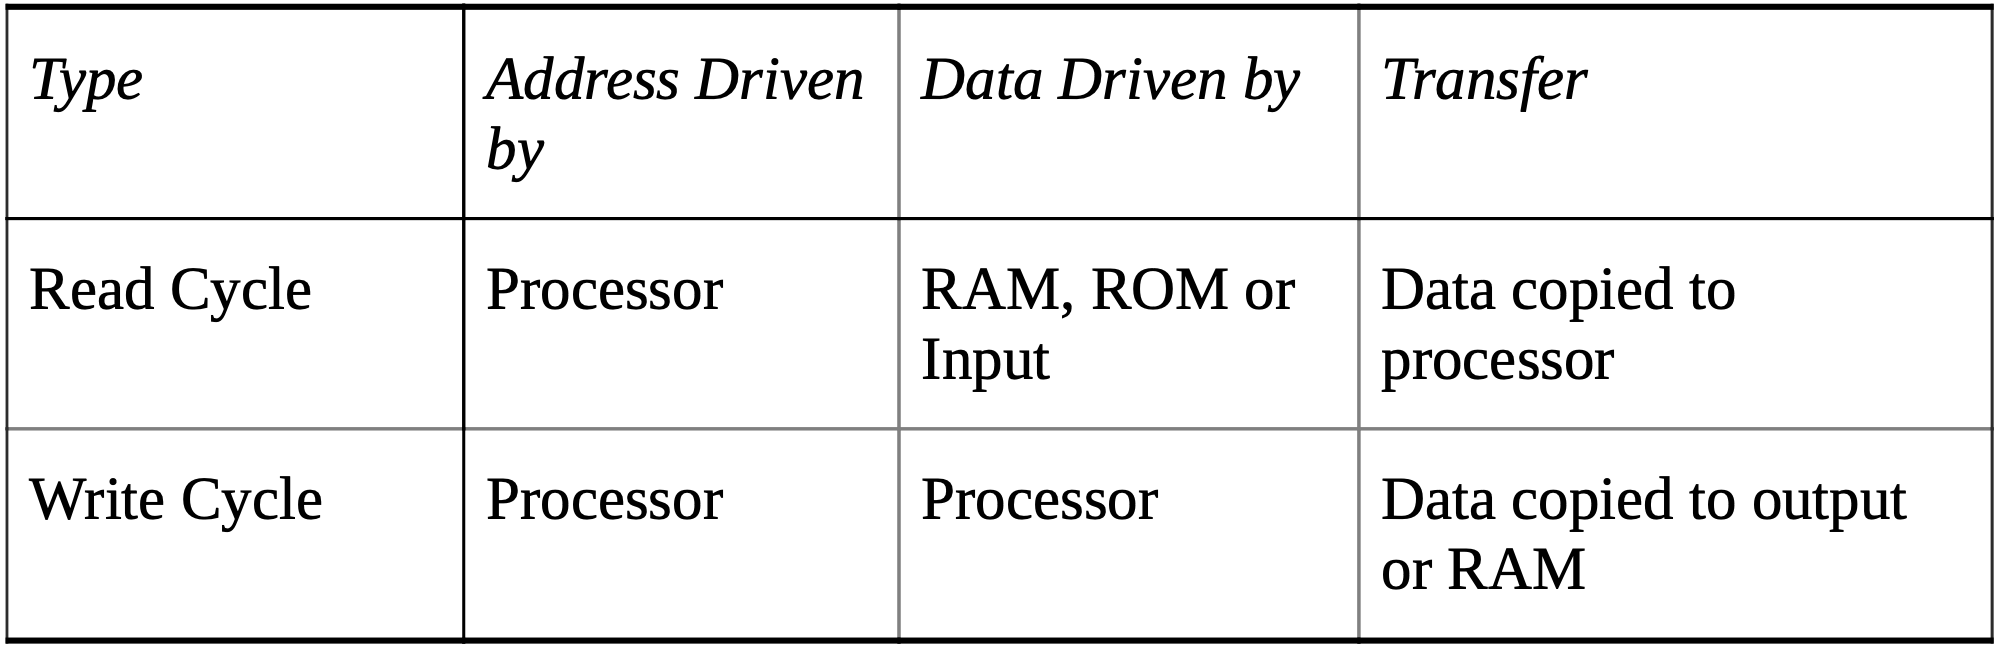 Type
Address Driven
by
Data Driven by
Transfer
Read Cycle
Processor
RAM, ROM or
Input
Data copied to
processor
Write Cycle
Processor
Processor
Data copied to output
or RAM